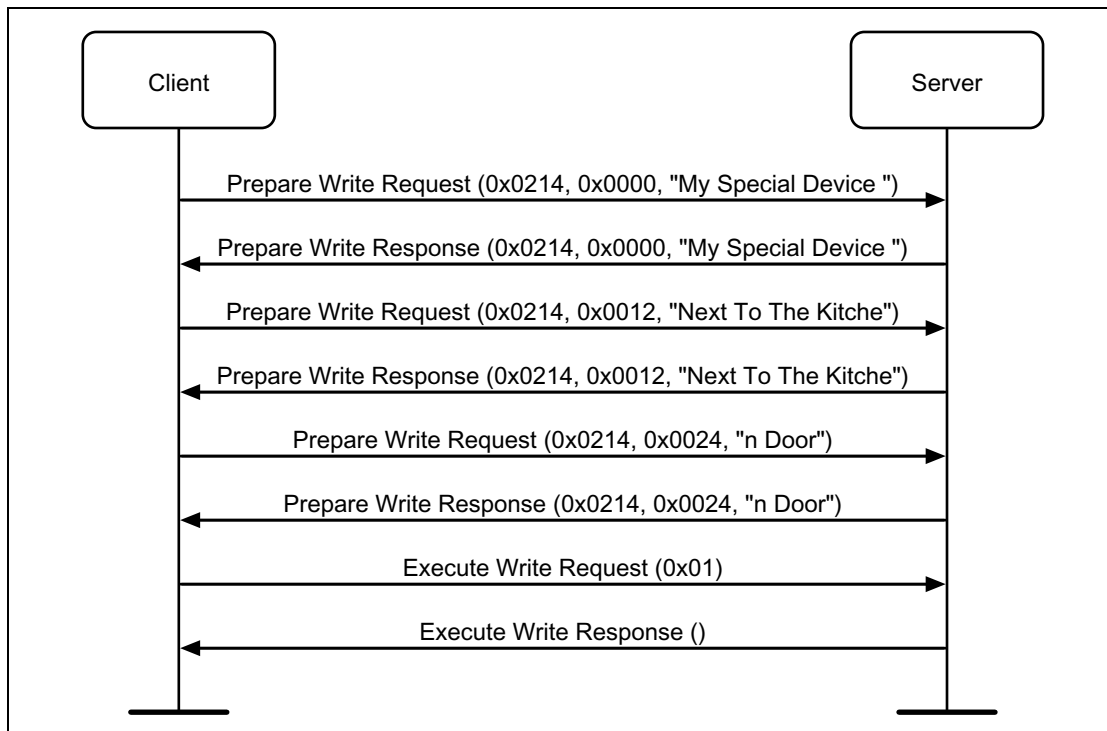 Client
Server
Prepare Write Request (0x0214, 0x0000, "My Special Device ")
Prepare Write Response (0x0214, 0x0000, "My Special Device ")
Prepare Write Request (0x0214, 0x0012, "Next To The Kitche")
Prepare Write Response (0x0214, 0x0012, "Next To The Kitche")
Prepare Write Request (0x0214, 0x0024, "n Door")
Prepare Write Response (0x0214, 0x0024, "n Door")
Execute Write Request (0x01)
Execute Write Response ()